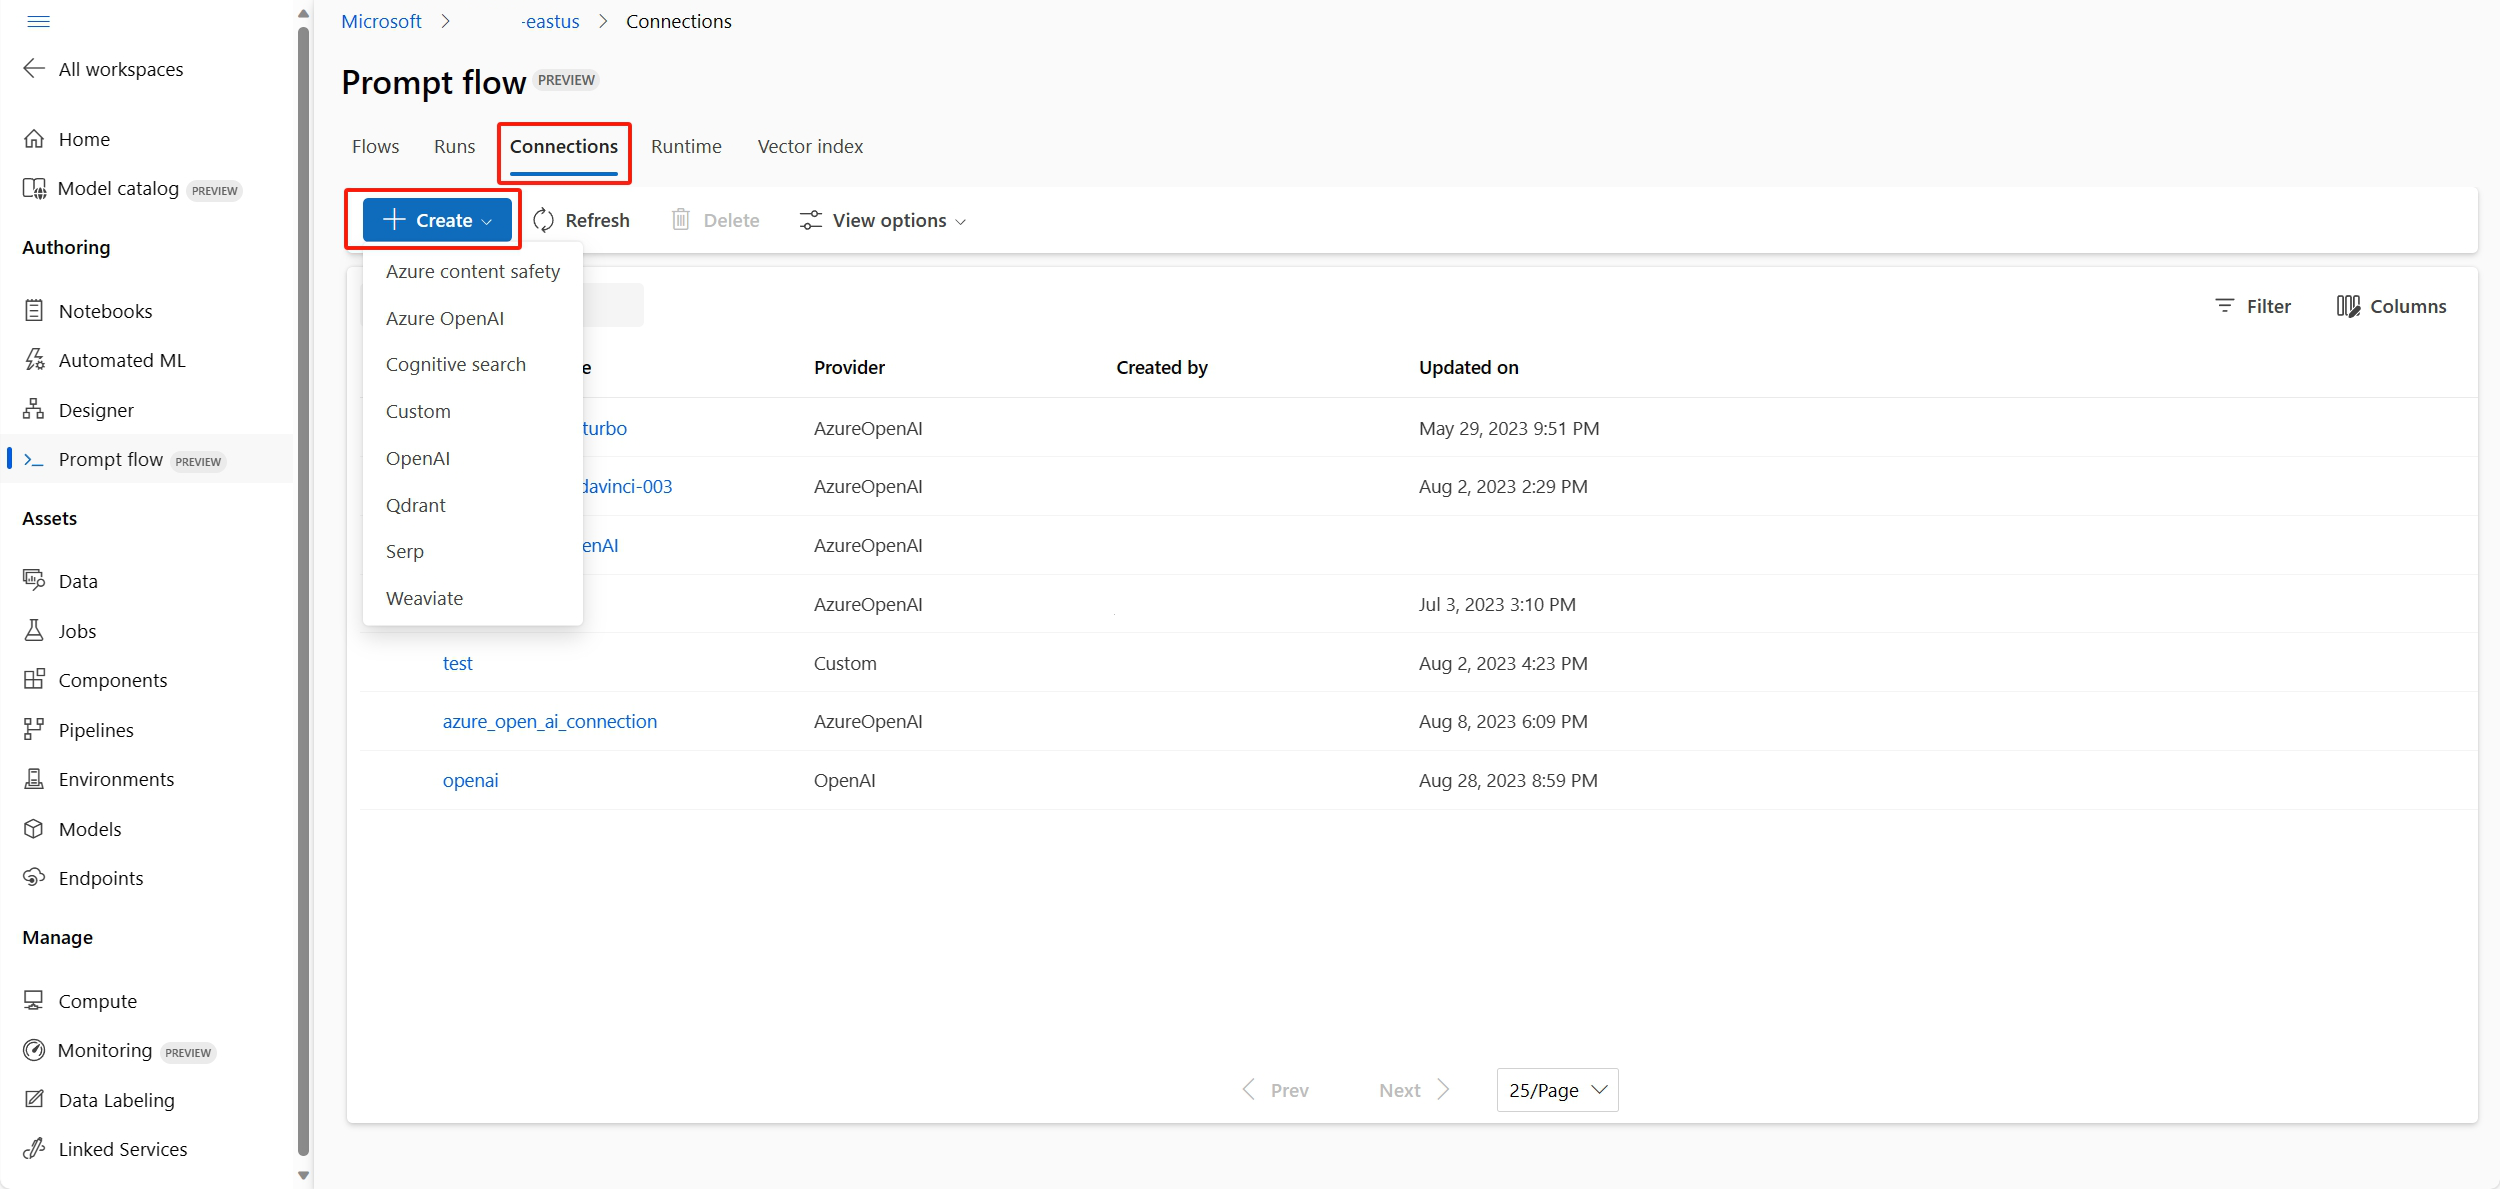 Microsoft > -eastus > Connections
All workspaces
Home
Model catalog PREVIEW
Authoring
Notebooks
Automated ML
Designer
Prompt flow PREVIEW
Assets
Data
Jobs
Components
Pipelines
Environments
Models
Endpoints
Manage
Compute
Monitoring PREVIEW
Data Labeling
Linked Services
Prompt flow PREVIEW
Flows Runs Connections Runtime Vector index
Create Refresh Delete View options
Azure content safety
Azure OpenAI
Cognitive search
Custom
OpenAI
Qdrant
Serp
Weaviate
Filter Columns
e Provider Created by Updated on
turbo AzureOpenAI May 29, 2023 9:51 PM
davinci-003 AzureOpenAI Aug 2, 2023 2:29 PM
enAI AzureOpenAI
AzureOpenAI Jul 3, 2023 3:10 PM
test Custom Aug 2, 2023 4:23 PM
azure_open_ai_connection AzureOpenAI Aug 8, 2023 6:09 PM
openai OpenAI Aug 28, 2023 8:59 PM
Prev Next 25/Page